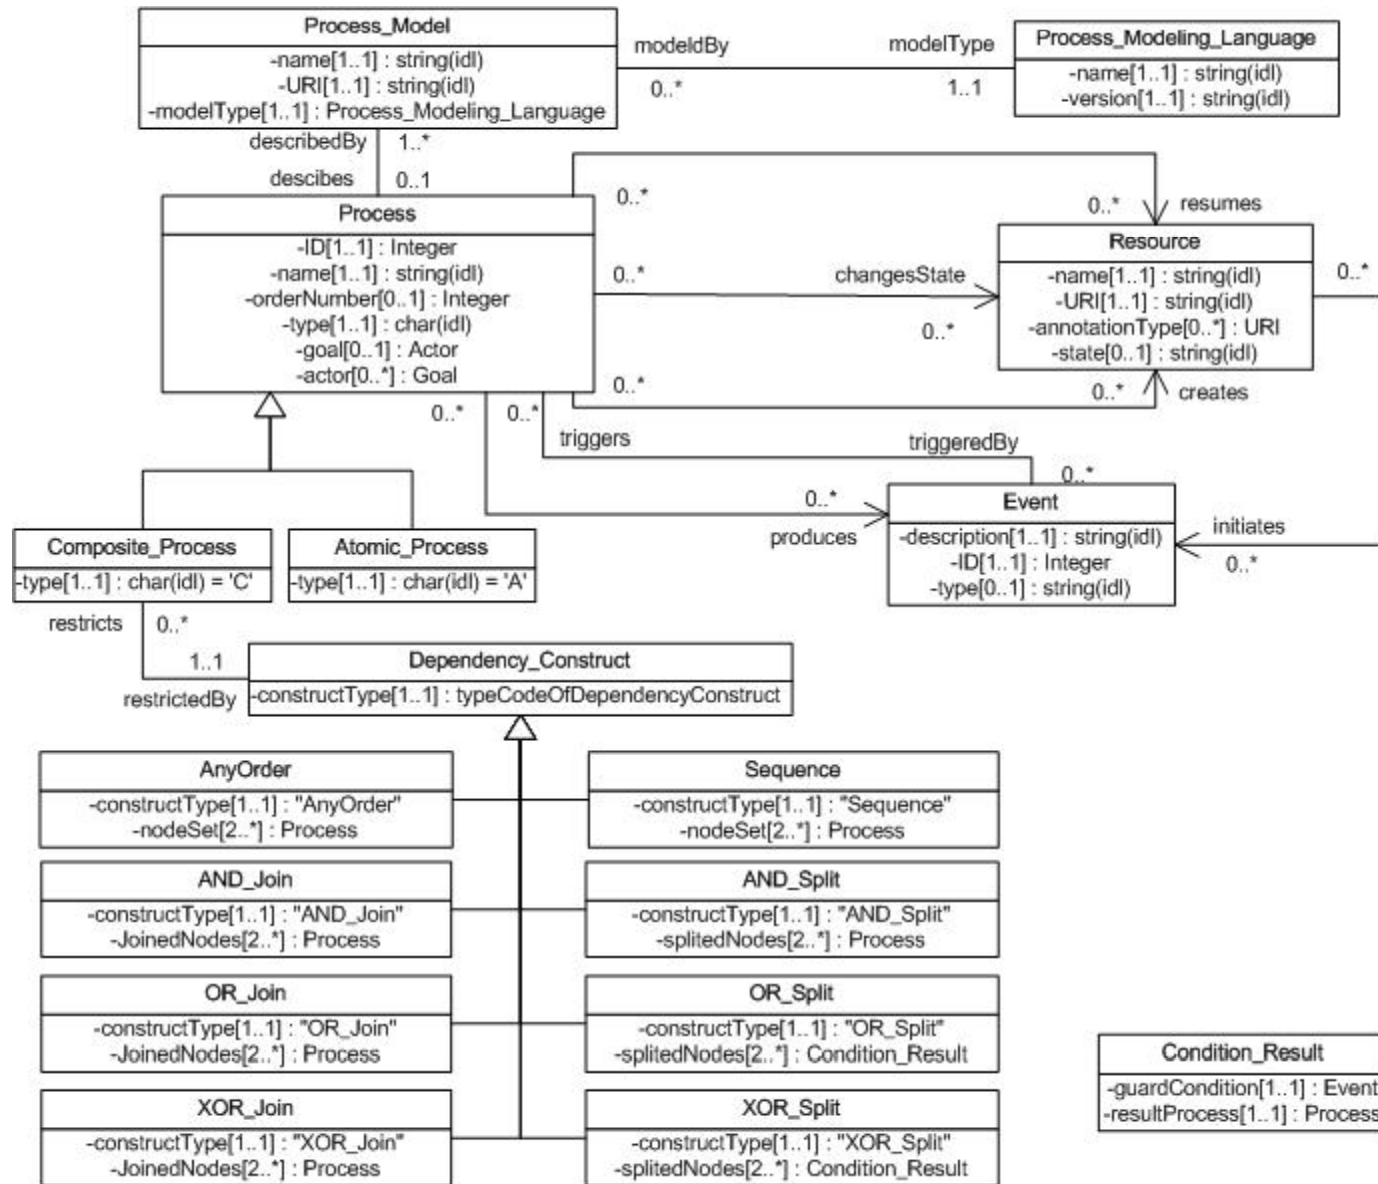 Process_Model
-name[1..1] : string(idl)
-URI[1..1] : string(idl)
-modelType[1..1] : Process_Modeling_Language
modeldBy
modelType
0..*
1..1
Process_Modeling_Language
-name[1..1] : string(idl)
-version[1..1] : string(idl)
describedBy
1..*
descibes
0..1
Process
-ID[1..1] : Integer
-name[1..1] : string(idl)
-orderNumber[0..1] : Integer
-type[1..1] : char(idl)
-goal[0..1] : Actor
-actor[0..*] : Goal
0..*
0..*
resumes
0..*
changesState
0..*
0..*
0..*
creates
Resource
-name[1..1] : string(idl)
-URI[1..1] : string(idl)
-annotationType[0..*] : URI
-state[0..1] : string(idl)
0..*
0..*
0..*
triggers
triggeredBy
0..*
0..*
produces
Event
-description[1..1] : string(idl)
-ID[1..1] : Integer
-type[0..1] : string(idl)
initiates
0..*
Composite_Process
-type[1..1] : char(idl) = 'C'
Atomic_Process
-type[1..1] : char(idl) = 'A'
restricts
0..*
1..1
restrictedBy
Dependency_Construct
-constructType[1..1] : typeCodeOfDependencyConstruct
AnyOrder
-constructType[1..1] : "AnyOrder"
-nodeSet[2..*] : Process
Sequence
-constructType[1..1] : "Sequence"
-nodeSet[2..*] : Process
AND_Join
-constructType[1..1] : "AND_Join"
-JoinedNodes[2..*] : Process
AND_Split
-constructType[1..1] : "AND_Split"
-splitedNodes[2..*] : Process
OR_Join
-constructType[1..1] : "OR_Join"
-JoinedNodes[2..*] : Process
OR_Split
-constructType[1..1] : "OR_Split"
-splitedNodes[2..*] : Condition_Result
XOR_Join
-constructType[1..1] : "XOR_Join"
-JoinedNodes[2..*] : Process
XOR_Split
-constructType[1..1] : "XOR_Split"
-splitedNodes[2..*] : Condition_Result
Condition_Result
-guardCondition[1..1] : Event
-resultProcess[1..1] : Process